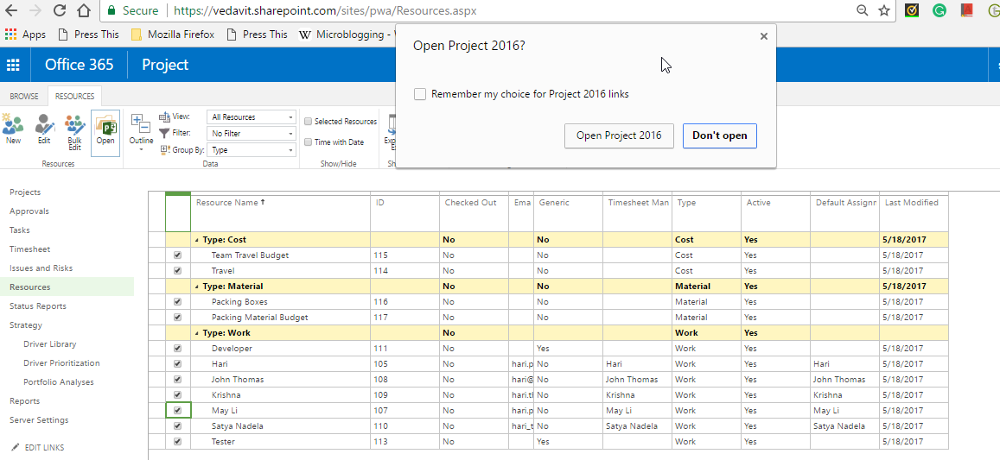 Secure https://vedavit.sharepoint.com/sites/pwa/Resources.aspx
Apps Press This Mozilla Firefox Press This W Microblogging -
Open Project 2016?
Remember my choice for Project 2016 links
Open Project 2016 Don't open
Office 365 Project
BROWSE RESOURCES
New Edit Bulk Edit Open Outline
View: All Resources
Filter: No Filter
Group By: Type
Selected Resources
Time with Date
Resources Data Show/Hide
Projects
Approvals
Tasks
Timesheet
Issues and Risks
Resources
Status Reports
Strategy
Driver Library
Driver Prioritization
Portfolio Analyses
Reports
Server Settings
EDIT LINKS
Resource Name ID Checked Out Ema Generic Timesheet Man Type Active Default Assignm Last Modified
Type: Cost No No Cost Yes 5/18/2017
Team Travel Budget 115 No No Cost Yes 5/18/2017
Travel 114 No No Cost Yes 5/18/2017
Type: Material No No Material Yes 5/18/2017
Packing Boxes 116 No No Material Yes 5/18/2017
Packing Material Budget 117 No No Material Yes 5/18/2017
Type: Work No Work Yes
Developer 111 No Yes Work Yes 5/18/2017
Hari 105 No hari.p No Hari Work Yes Hari 5/18/2017
John Thomas 108 No hari@ No John Thomas Work Yes John Thomas 5/18/2017
Krishna 109 No hari.t No Krishna Work Yes Krishna 5/18/2017
May Li 107 No hari.p No May Li Work Yes May Li 5/18/2017
Satya Nadela 110 No hari_t No Satya Nadela Work Yes Satya Nadela 5/18/2017
Tester 113 No Yes Work Yes 5/18/2017